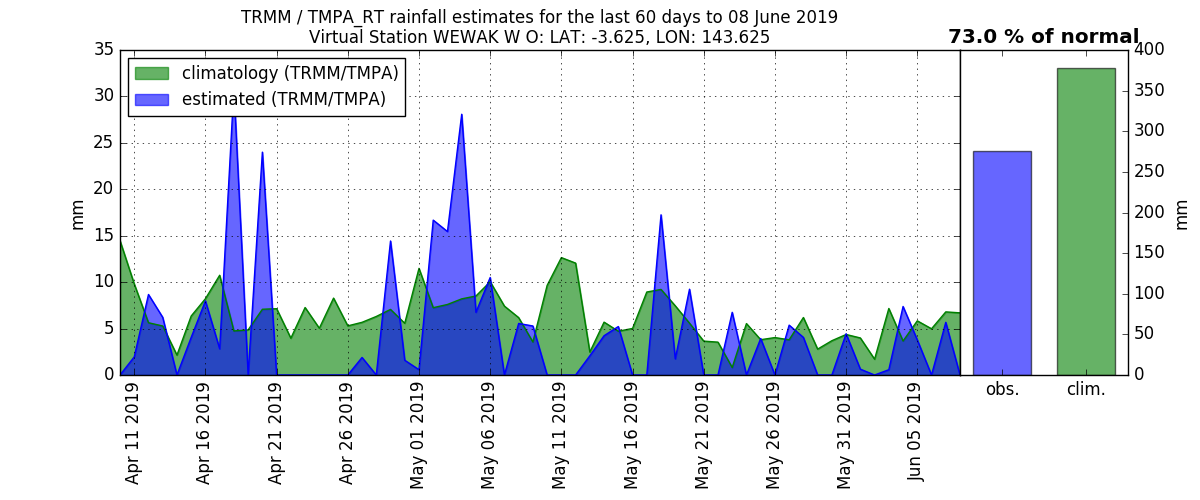 TRMM / TMPA_RT rainfall estimates for the last 60 days to 08 June 2019
Virtual Station WEWAK W O: LAT: -3.625, LON: 143.625
73.0 % of normal
climatology (TRMM/TMPA)
estimated (TRMM/TMPA)
mm
35
30
25
20
15
10
5
0
Apr 11 2019
Apr 16 2019
Apr 21 2019
Apr 26 2019
May 01 2019
May 06 2019
May 11 2019
May 16 2019
May 21 2019
May 26 2019
May 31 2019
Jun 05 2019
400
350
300
250
200
150
100
50
0
mm
obs.
clim.